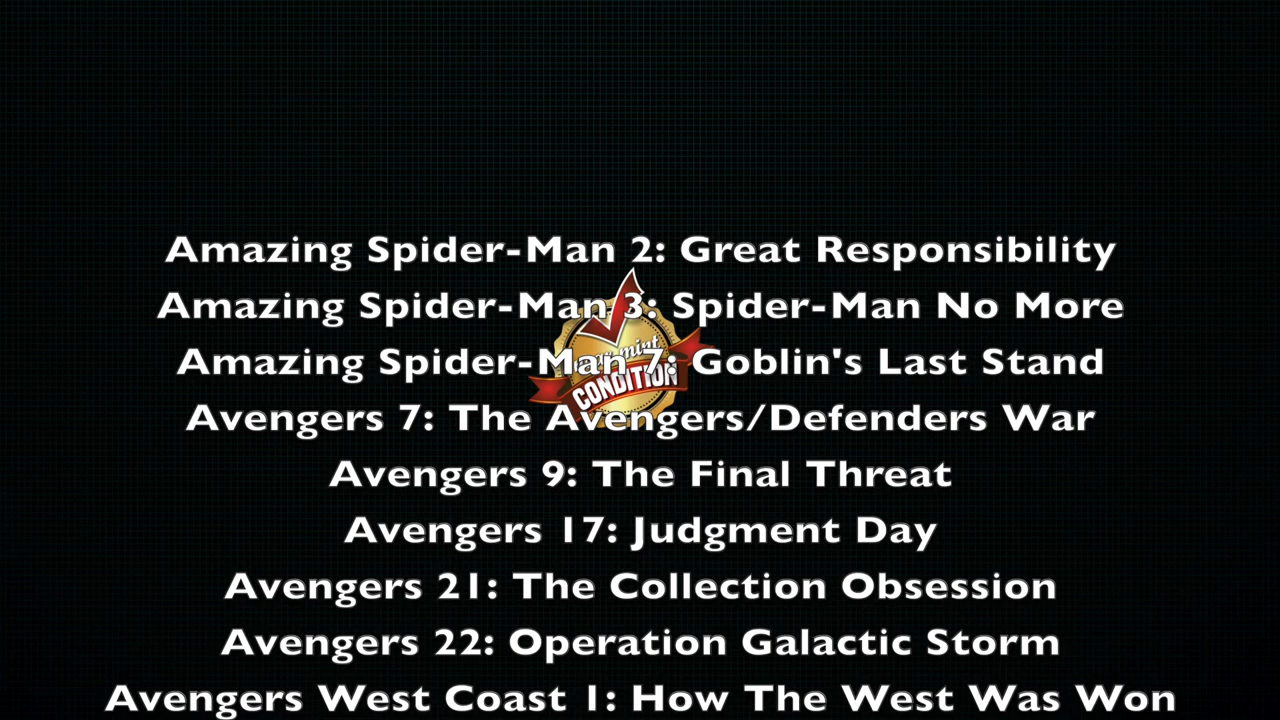 Amazing Spider-Man 2: Great Responsibility
Amazing Spider-Man 3: Spider-Man No More
Amazing Spider-Man 7: Goblin's Last Stand
Avengers 7: The Avengers/Defenders War
Avengers 9: The Final Threat
Avengers 17: Judgment Day
Avengers 21: The Collection Obsession
Avengers 22: Operation Galactic Storm
Avengers West Coast 1: How The West Was Won
mint
CONDITION